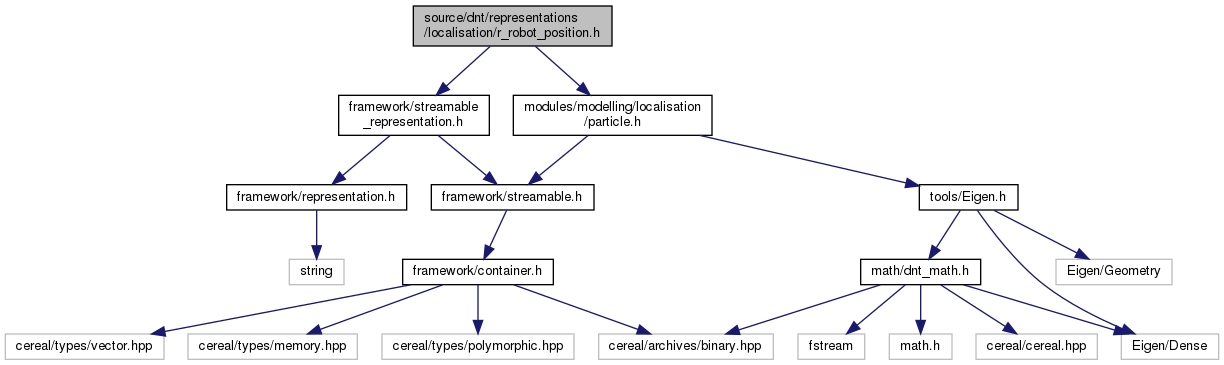 source/dnt/representations
/localisation/r_robot_position.h
framework/streamable
_representation.h
modules/modelling/localisation
/particle.h
framework/representation.h
framework/streamable.h
tools/Eigen.h
string
framework/container.h
math/dnt_math.h
Eigen/Geometry
cereal/types/vector.hpp
cereal/types/memory.hpp
cereal/types/polymorphic.hpp
cereal/archives/binary.hpp
fstream
math.h
cereal/cereal.hpp
Eigen/Dense